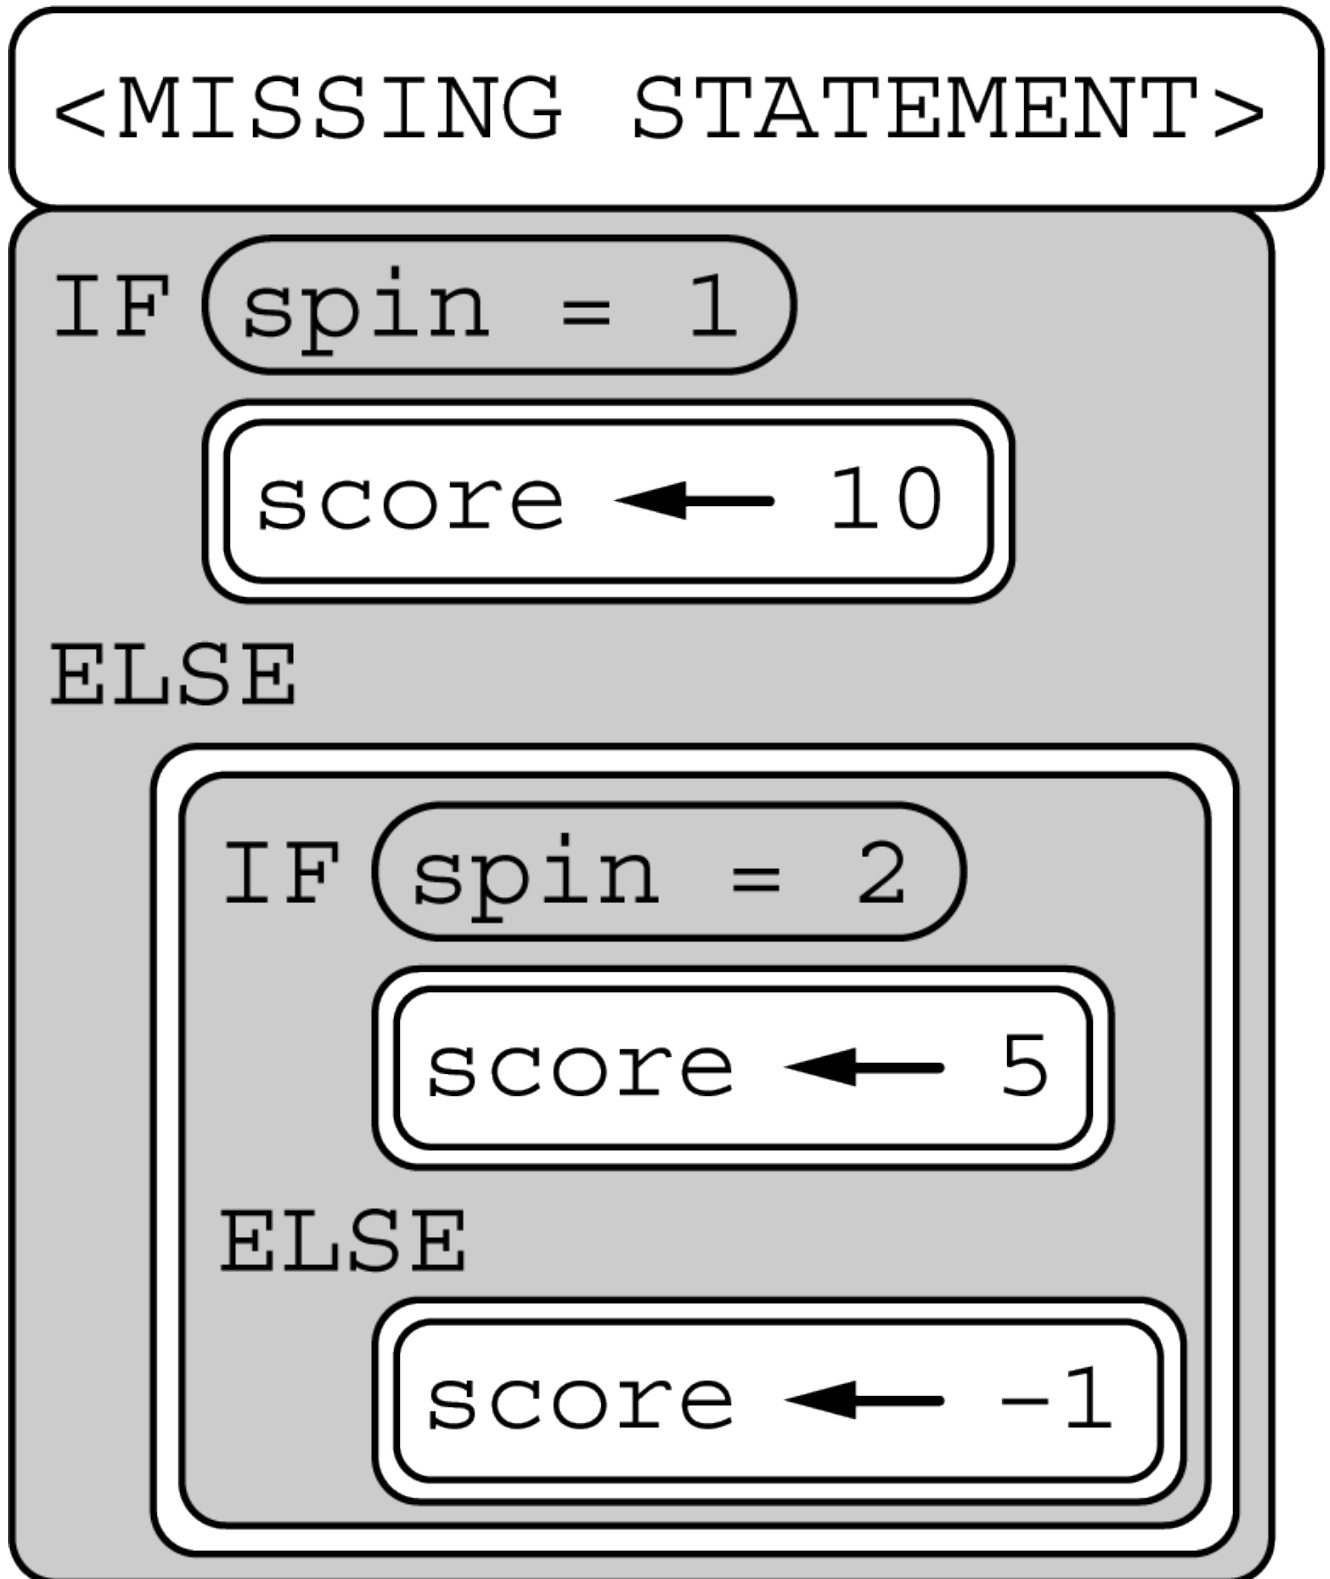 <MISSING STATEMENT>
IF spin = 1
score ← 10
ELSE
IF spin = 2
score ← 5
ELSE
score ← -1